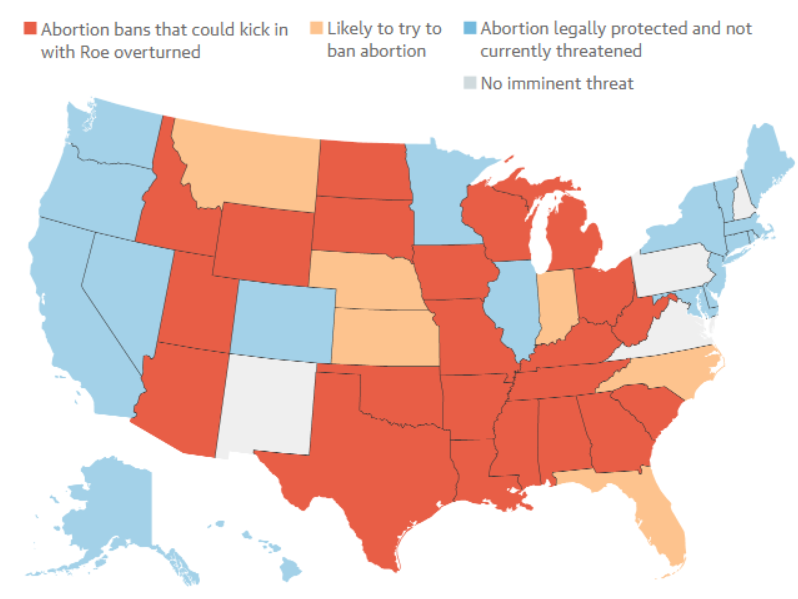 Abortion bans that could kick in
with Roe overturned
Likely to try to
ban abortion
Abortion legally protected and not
currently threatened
No imminent threat